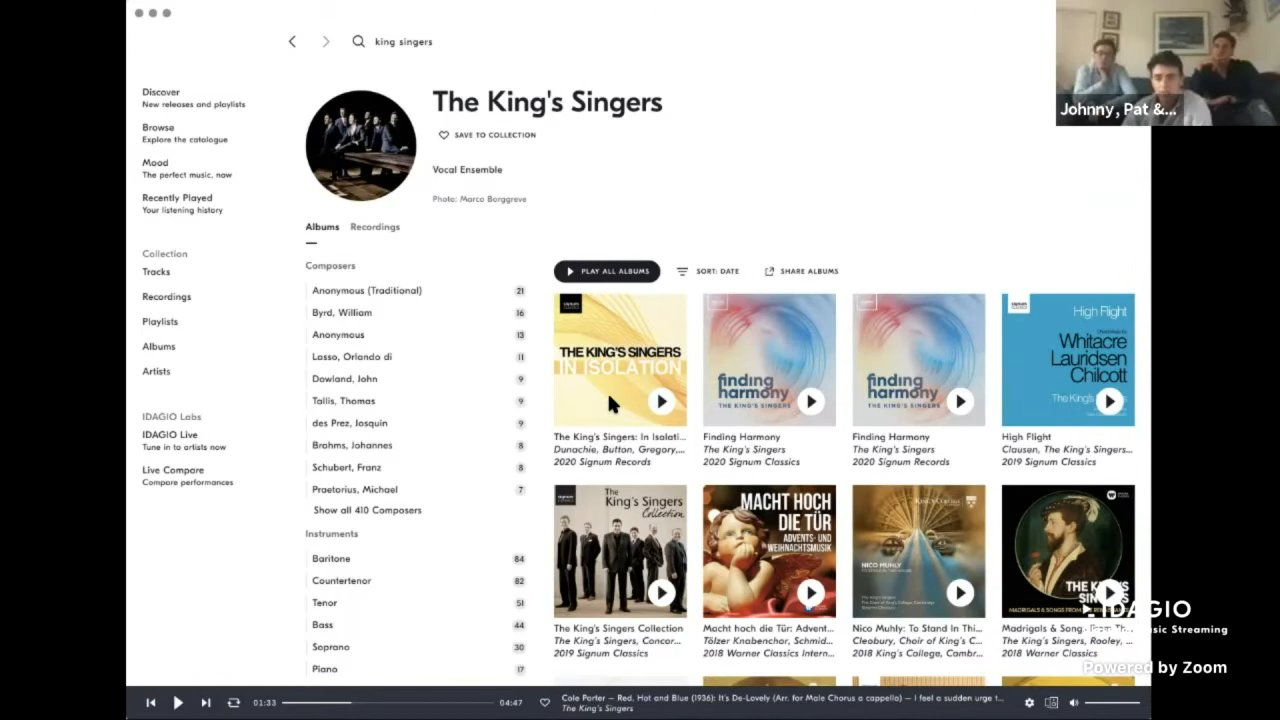 king singers
Discover
New releases and playlists
Browse
Explore the catalogue
Mood
The perfect music, now
Recently Played
Your listening history
Collection
Tracks
Recordings
Playlists
Albums
Artists
IDAGIO Labs
IDAGIO Live
Tune in to artists now
Live Compare
Compare performances
The King's Singers
SAVE TO COLLECTION
Vocal Ensemble
Photo: Marco Borggreve
Albums Recordings
Composers
Anonymous (Traditional) 21
Byrd, William 16
Anonymous 13
Lasso, Orlando di 11
Dowland, John 9
Tallis, Thomas 9
des Prez, Josquin 9
Brahms, Johannes 8
Schubert, Franz 8
Praetorius, Michael 7
Show all 410 Composers
Instruments
Baritone 84
Countertenor 82
Tenor 51
Bass 44
Soprano 30
Piano 17
PLAY ALL ALBUMS SORT: DATE SHARE ALBUMS
THE KING'S SINGERS
IN ISOLATION
The King's Singers: In Isolati...
Dunachie, Button, Gregory,...
2020 Signum Records
finding
harmony
THE KING'S SINGERS
Finding Harmony
The King's Singers
2020 Signum Classics
finding
harmony
THE KING'S SINGERS
Finding Harmony
The King's Singers
2020 Signum Records
High Flight
Whitacre
Lauridsen
Chilcott
The King's
High Flight
Clausen, The King's Singers...
2019 Signum Classics
The
King's Singers
Collection
The King's Singers Collection
The King's Singers, Concor...
2019 Signum Classics
MACHT HOCH
DIE TÜR
ADVENTS- UND
WEIHNACHTSMUSIK
Macht hoch die Tür: Advent...
Tölzer Knabenchor, Schmid...
2018 Warner Classics Intern...
NICO MUHLY
Nico Muhly: To Stand In Thi...
Cleobury, Choir of King's C...
2018 King's College, Cambr...
THE KING'S
Madrigals & Song
The King's Singers, Rooley, ...
2018 Warner Classics
01:33 04:47
Cole Porter – Red, Hot and Blue (1936): It's De-Lovely (Arr. for Male Chorus a cappella) – I feel a sudden urge t...
The King's Singers
Johnny, Pat &...
IDAGIO
Music Streaming
Powered by Zoom